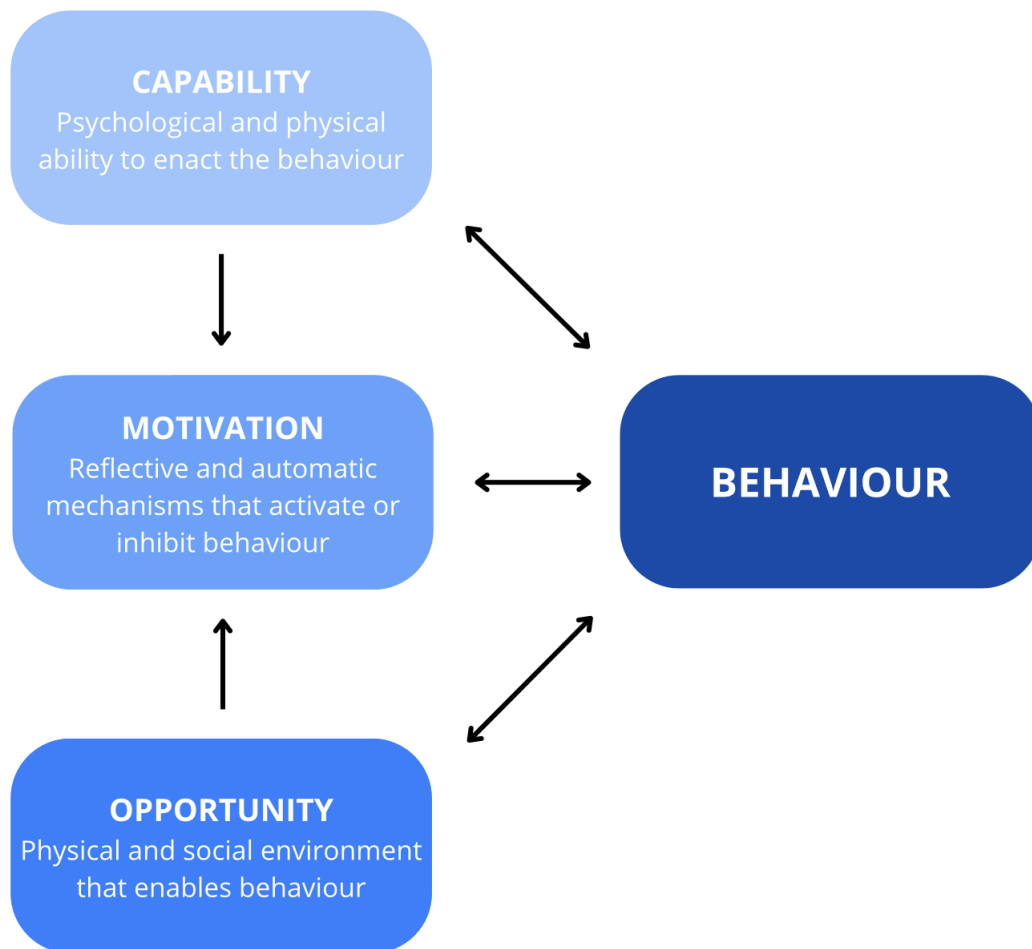 CAPABILITY
Psychological and physical
ability to enact the behaviour
MOTIVATION
Reflective and automatic
mechanisms that activate or
inhibit behaviour
BEHAVIOUR
OPPORTUNITY
Physical and social environment
that enables behaviour